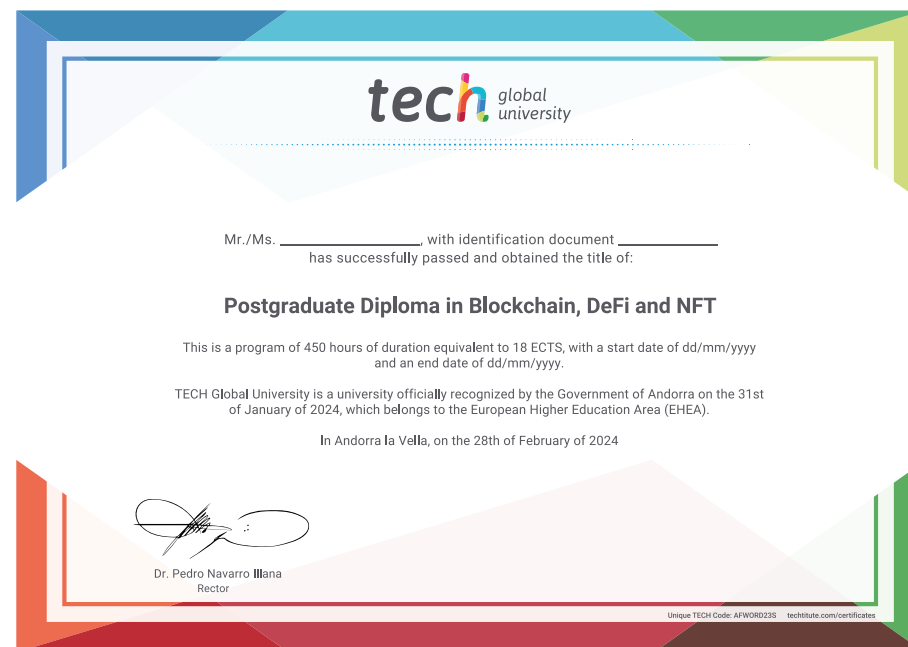 tech global university
Mr./Ms. ____________________, with identification document ______________
has successfully passed and obtained the title of:
Postgraduate Diploma in Blockchain, DeFi and NFT
This is a program of 450 hours of duration equivalent to 18 ECTS, with a start date of dd/mm/yyyy
and an end date of dd/mm/yyyy.
TECH Global University is a university officially recognized by the Government of Andorra on the 31st
of January of 2024, which belongs to the European Higher Education Area (EHEA).
In Andorra la Vella, on the 28th of February of 2024
Dr. Pedro Navarro Illana
Rector
Unique TECH Code: AFWORD23S techtitute.com/certificates